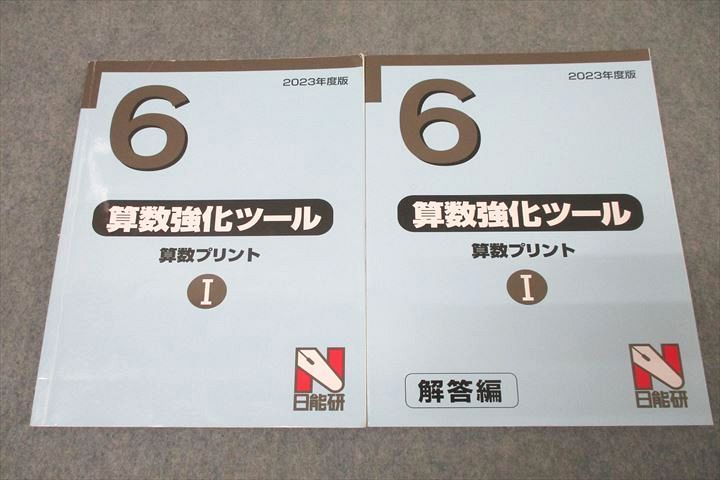 2023年度版
6
算数強化ツール
算数プリント
I
N
日能研
2023年度版
6
算数強化ツール
算数プリント
I
解答編
N
日能研